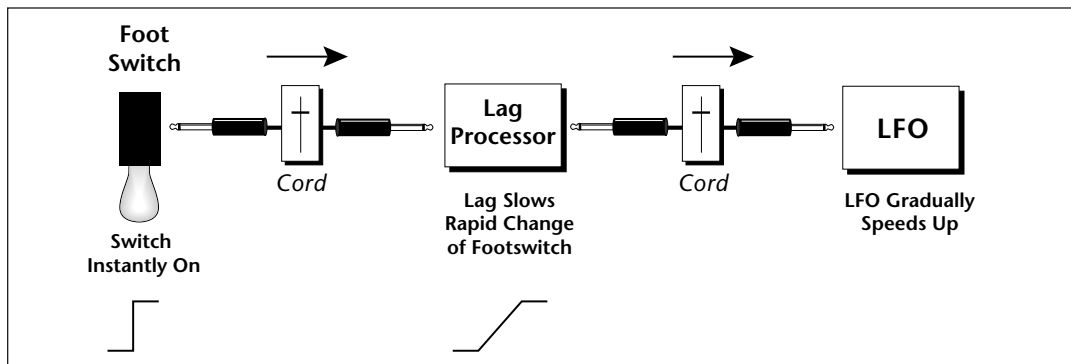 Foot
Switch
Lag
Processor
LFO
Cord
Cord
Lag Slows
Rapid Change
of Footswitch
LFO Gradually
Speeds Up
Switch
Instantly On